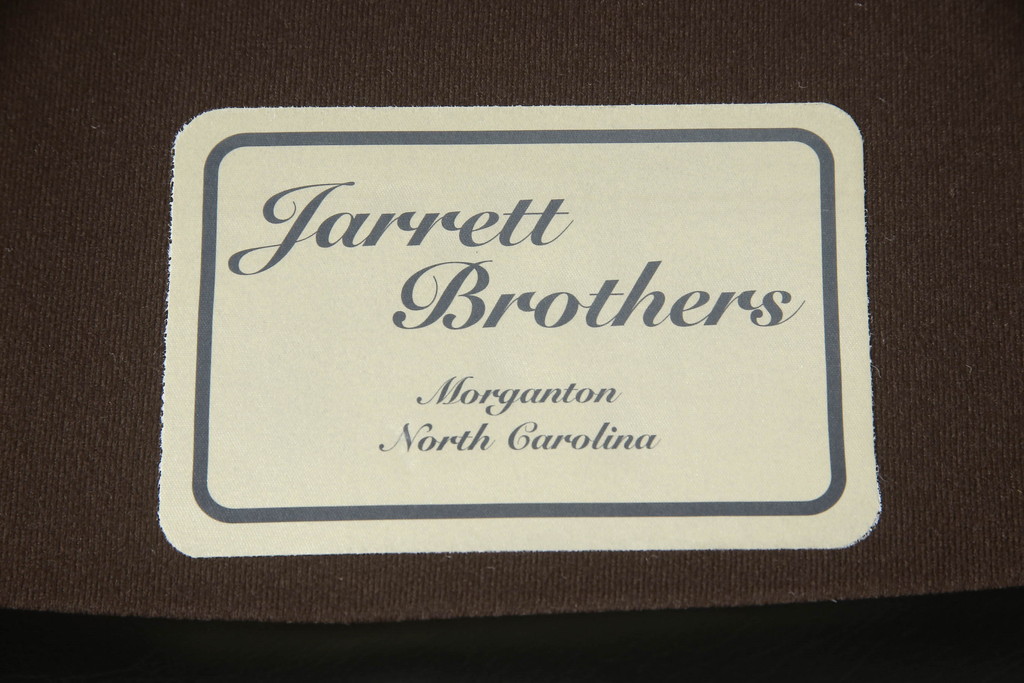 Jarrett
Brothers
Morganton
North Carolina